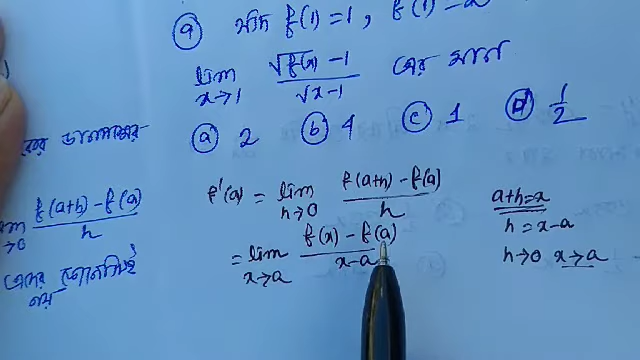 (a) যদি f(1) = 1, f'(1) = 2
lim x→1 (√f(x) − 1)/(√x − 1) এর মান
(a) 2 (b) 4 (c) 1 (d) 1/2
f'(a) = lim h→0 (f(a+h) − f(a))/h
= lim x→a (f(x) − f(a))/(x−a)
a+h = x
h = x−a
h→0 x→a
(f(a+h) − f(a))/h
নয়